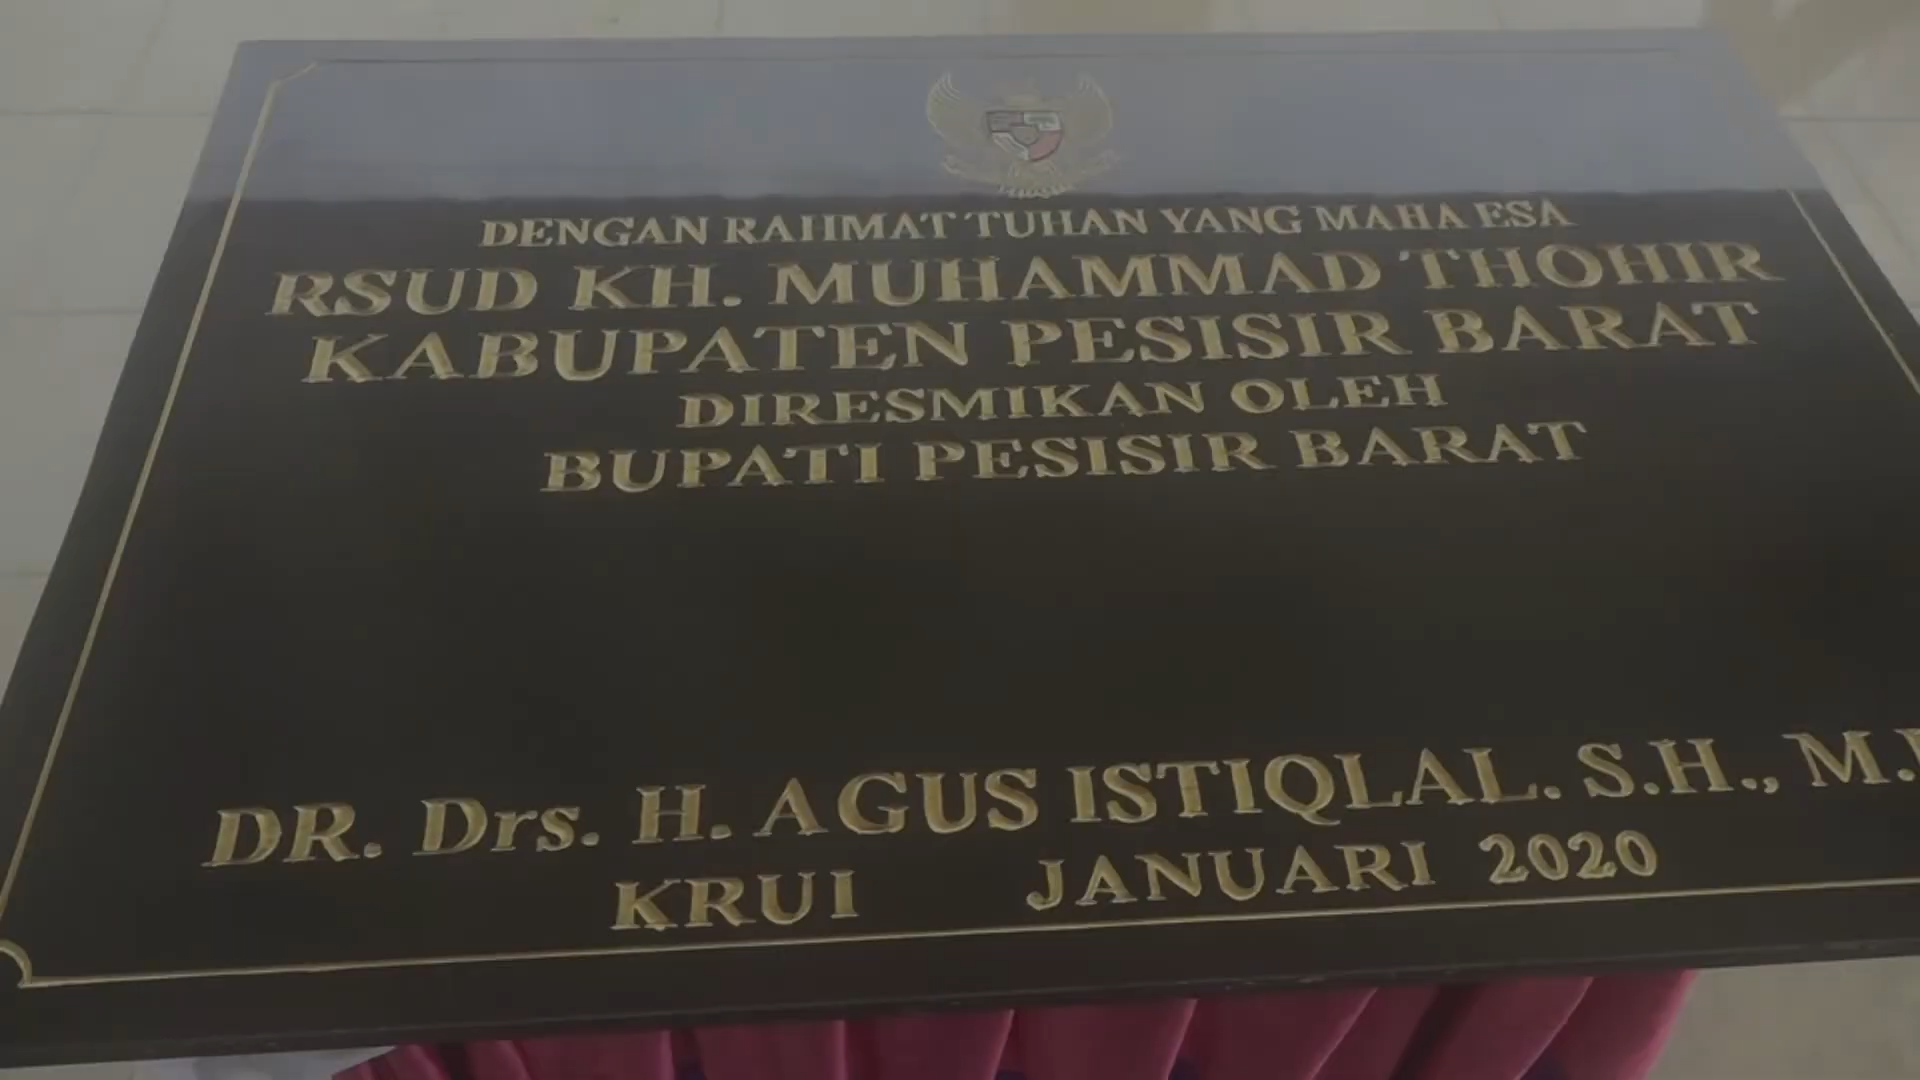 DENGAN RAHMAT TUHAN YANG MAHA ESA
RSUD KH. MUHAMMAD THOHIR
KABUPATEN PESISIR BARAT
DIRESMIKAN OLEH
BUPATI PESISIR BARAT
DR. Drs. H. AGUS ISTIQLAL. S.H.,
KRUI JANUARI 2020